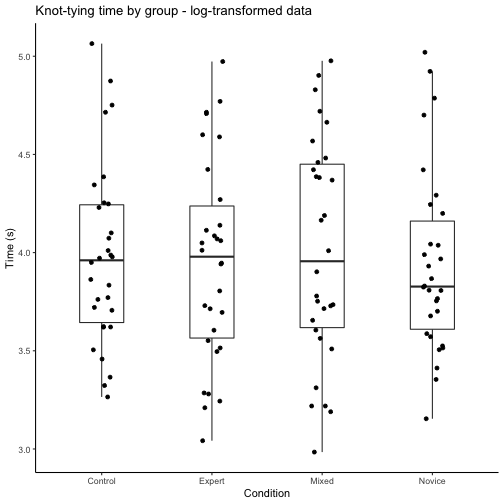 Knot-tying time by group - log-transformed data
5.0
4.5
4.0
3.5
3.0
Time (s)
Control
Expert
Mixed
Novice
Condition